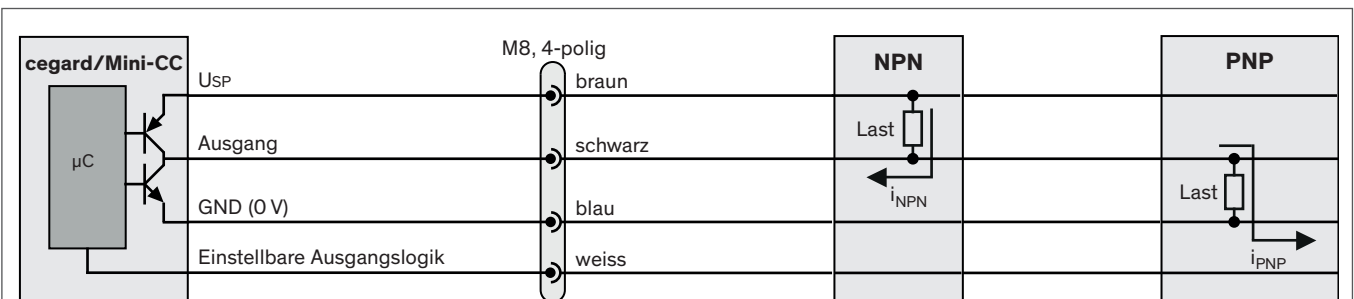 cegard/Mini-CC
µC
USP
Ausgang
GND (0 V)
Einstellbare Ausgangslogik
M8, 4-polig
braun
schwarz
blau
weiss
NPN
Last
iNPN
PNP
Last
iPNP